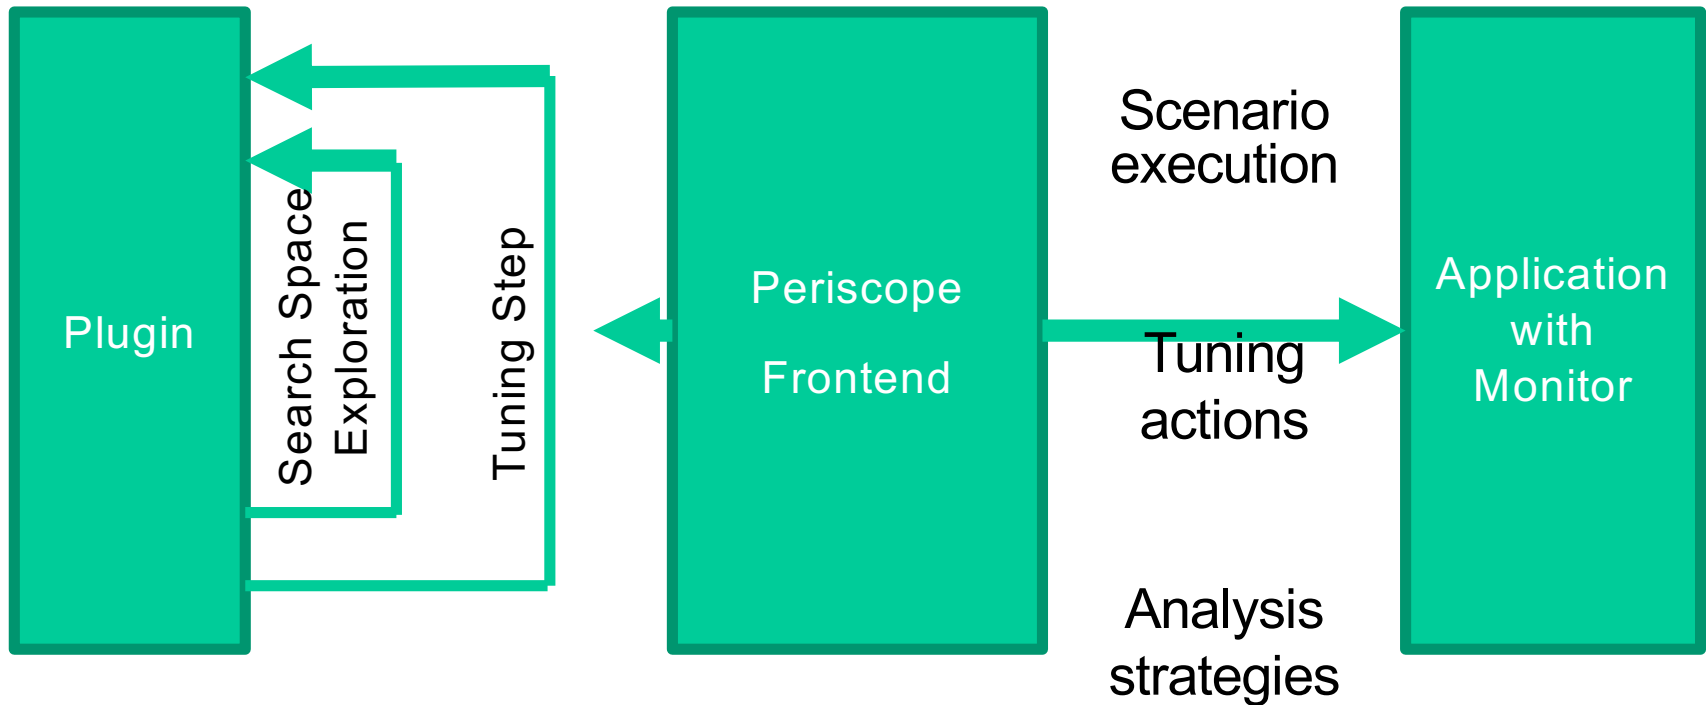 Plugin
Search Space
Exploration
Tuning Step
Periscope
Frontend
Scenario
execution
Tuning
actions
Analysis
strategies
Application
with
Monitor